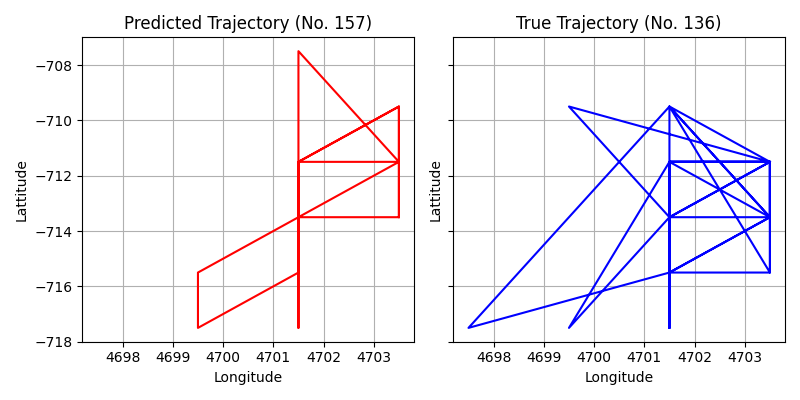 Predicted Trajectory (No. 157)
True Trajectory (No. 136)
−708
−710
−712
−714
−716
−718
Lattitude
Lattitude
4698 4699 4700 4701 4702 4703
4698 4699 4700 4701 4702 4703
Longitude
Longitude